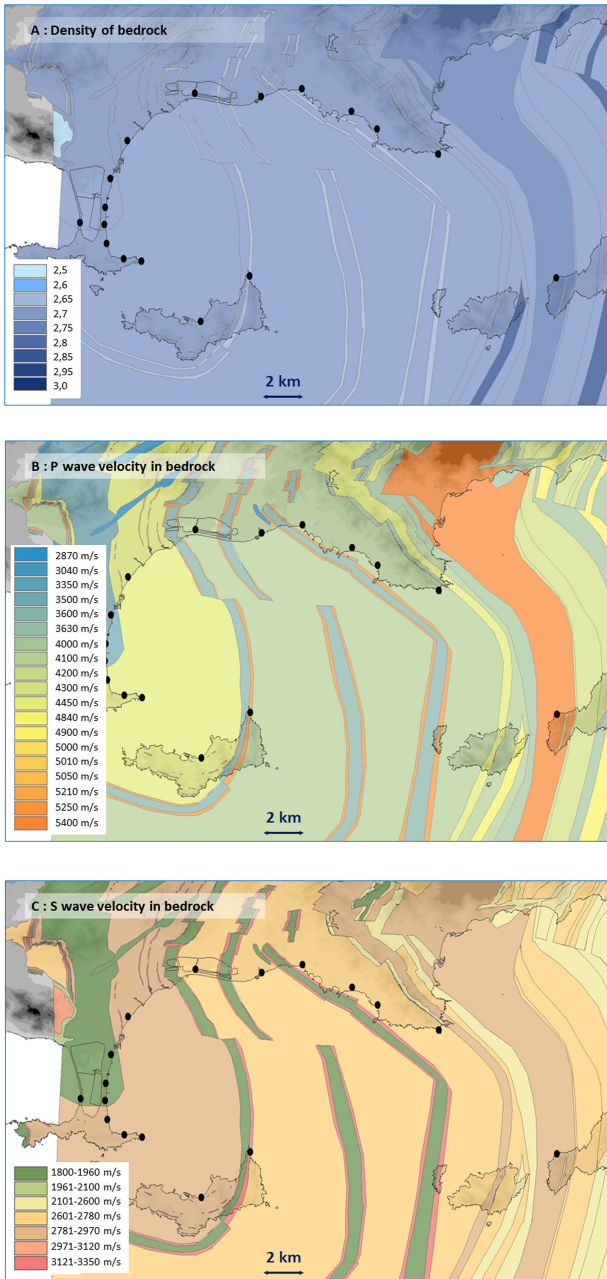 A : Density of bedrock
2,5
2,6
2,65
2,7
2,75
2,8
2,85
2,95
3,0
2 km
B : P wave velocity in bedrock
2870 m/s
3040 m/s
3350 m/s
3500 m/s
3600 m/s
3630 m/s
4000 m/s
4100 m/s
4200 m/s
4300 m/s
4450 m/s
4840 m/s
4900 m/s
5000 m/s
5010 m/s
5050 m/s
5210 m/s
5250 m/s
5400 m/s
2 km
C : S wave velocity in bedrock
1800-1960 m/s
1961-2100 m/s
2101-2600 m/s
2601-2780 m/s
2781-2970 m/s
2971-3120 m/s
3121-3350 m/s
2 km